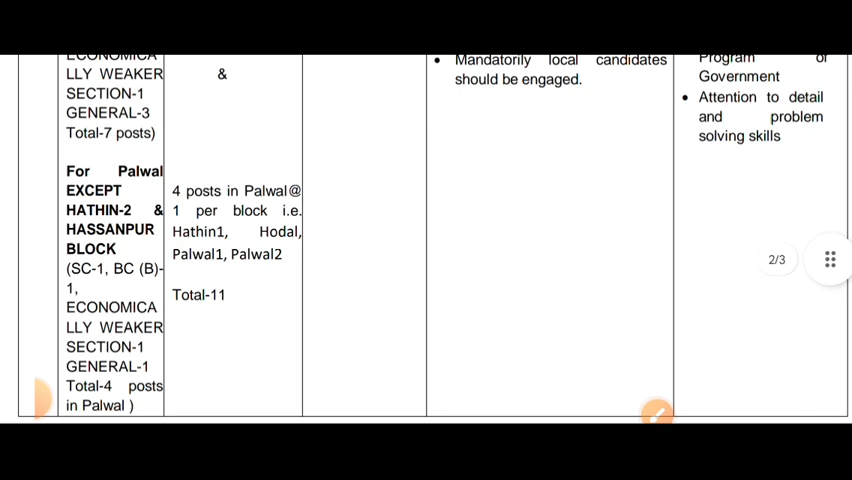 ECONOMICA
LLY WEAKER
SECTION-1
GENERAL-3
Total-7 posts)
For Palwal
EXCEPT
HATHIN-2 &
HASSANPUR
BLOCK
(SC-1, BC (B)-
1,
ECONOMICA
LLY WEAKER
SECTION-1
GENERAL-1
Total-4 posts
in Palwal )
&
4 posts in Palwal@
1 per block i.e.
Hathin1, Hodal,
Palwal1, Palwal2
Total-11
• Mandatorily local candidates
should be engaged.
Program of
Government
• Attention to detail
and problem
solving skills
2/3